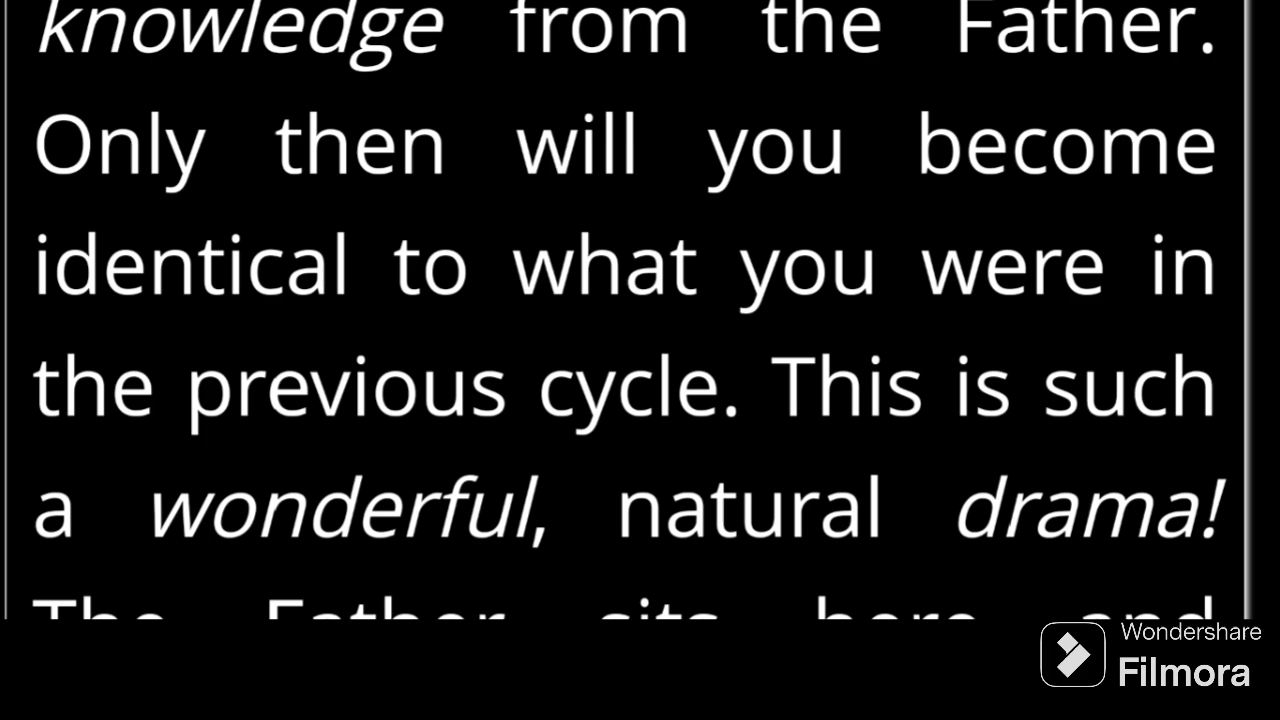 knowledge from the Father.
Only then will you become
identical to what you were in
the previous cycle. This is such
a wonderful, natural drama!
The Father sits here and
Wondershare
Filmora